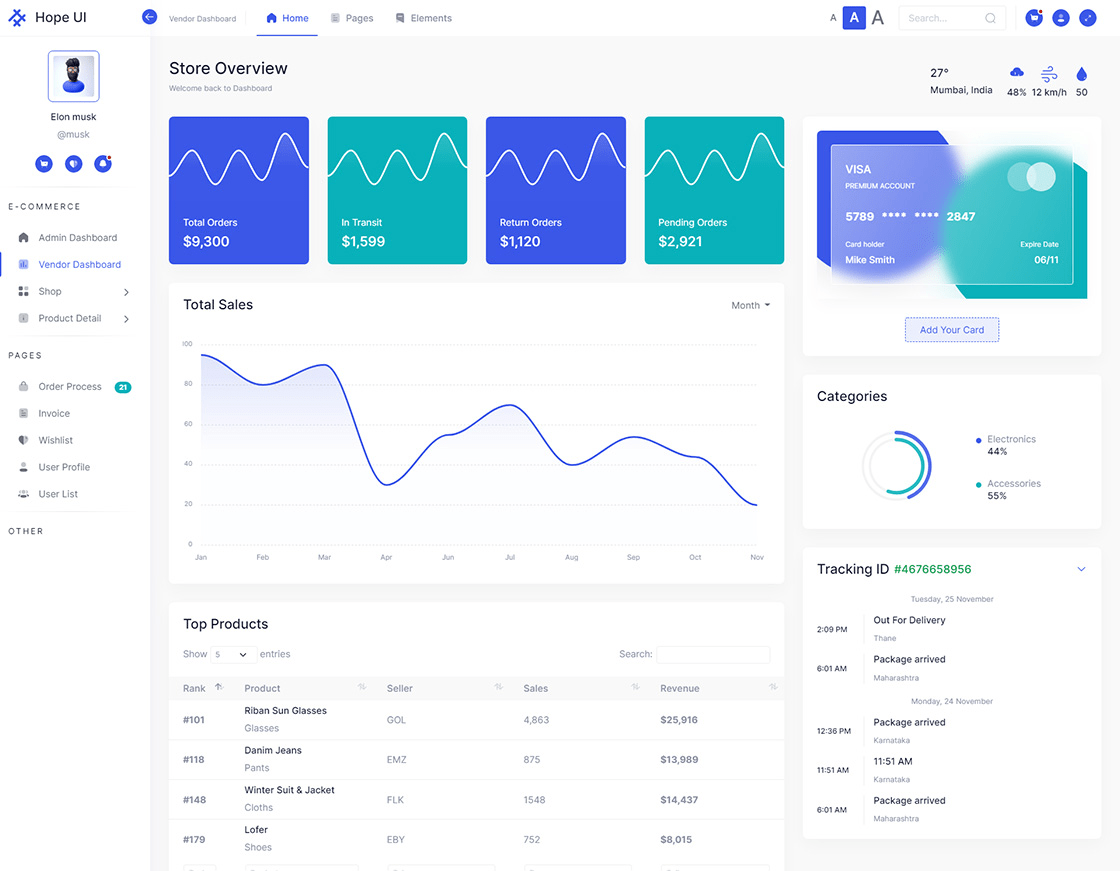 Hope UI
Vendor Dashboard
Home
Pages
Elements
A A A
Search...
Elon musk
@musk
E-COMMERCE
Admin Dashboard
Vendor Dashboard
Shop
Product Detail
PAGES
Order Process 21
Invoice
Wishlist
User Profile
User List
OTHER
Store Overview
Welcome back to Dashboard
27°
Mumbai, India
48% 12 km/h 50
Total Orders
$9,300
In Transit
$1,599
Return Orders
$1,120
Pending Orders
$2,921
Total Sales
Month
100
80
60
40
20
0
Jan Feb Mar Apr Jun Jul Aug Sep Oct Nov
Top Products
Show 5 entries
Search:
Rank Product Seller Sales Revenue
#101 Riban Sun Glasses GOL 4,863 $25,916
Glasses
#118 Danim Jeans EMZ 875 $13,989
Pants
#148 Winter Suit & Jacket FLK 1548 $14,437
Cloths
#179 Lofer EBY 752 $8,015
Shoes
VISA
PREMIUM ACCOUNT
5789 **** **** 2847
Card holder Expire Date
Mike Smith 06/11
Add Your Card
Categories
Electronics
44%
Accessories
55%
Tracking ID #4676658956
Tuesday, 25 November
2:09 PM Out For Delivery
Thane
6:01 AM Package arrived
Maharashtra
Monday, 24 November
12:36 PM Package arrived
Karnataka
11:51 AM 11:51 AM
Karnataka
6:01 AM Package arrived
Maharashtra